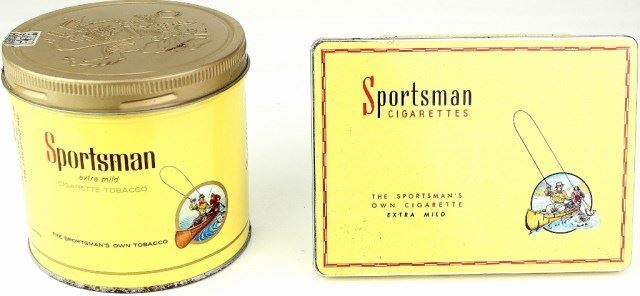 Sportsman
extra mild
CIGARETTE TOBACCO
THE SPORTSMAN'S OWN TOBACCO
Sportsman
CIGARETTES
THE SPORTSMAN'S
OWN CIGARETTE
EXTRA MILD